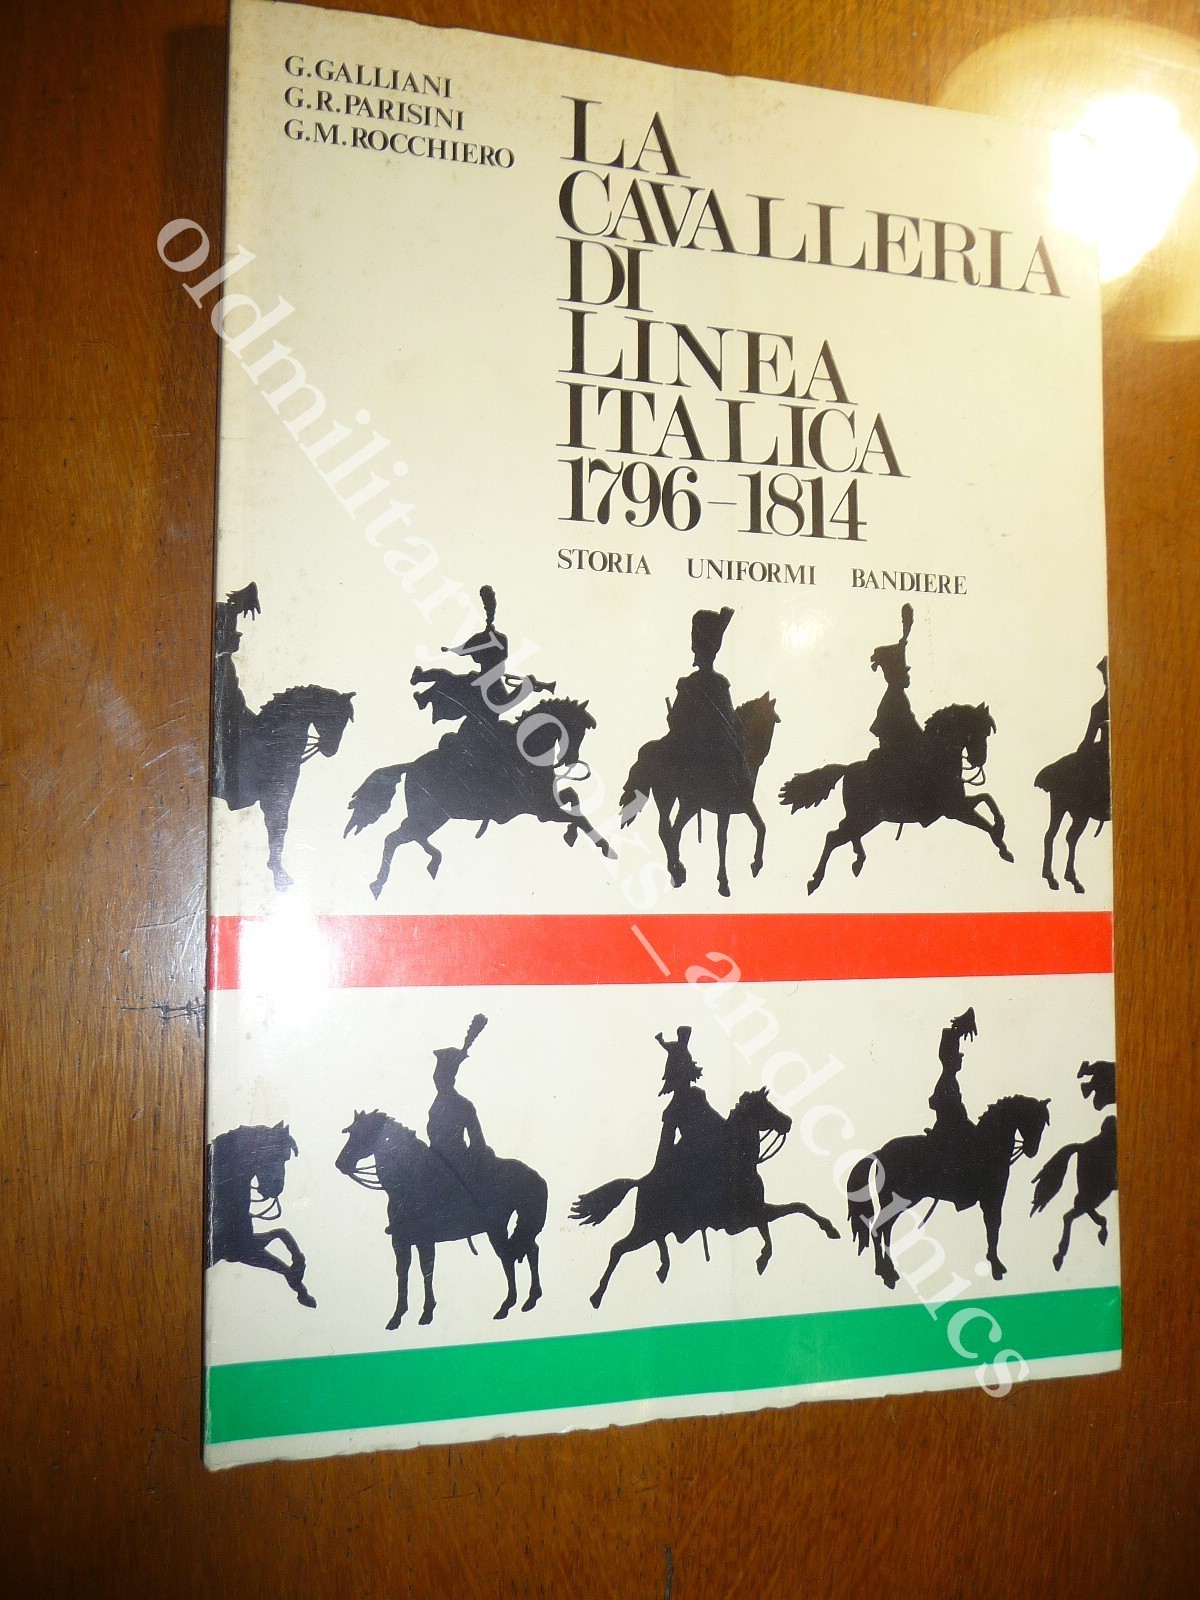 G.GALLIANI
G.R.PARISINI
G.M.ROCCHIERO
LA
CAVALLERIA
DI
LINEA
ITALICA
1796-1814
STORIA UNIFORMI BANDIERE
oldmilitarybooks_andcomics